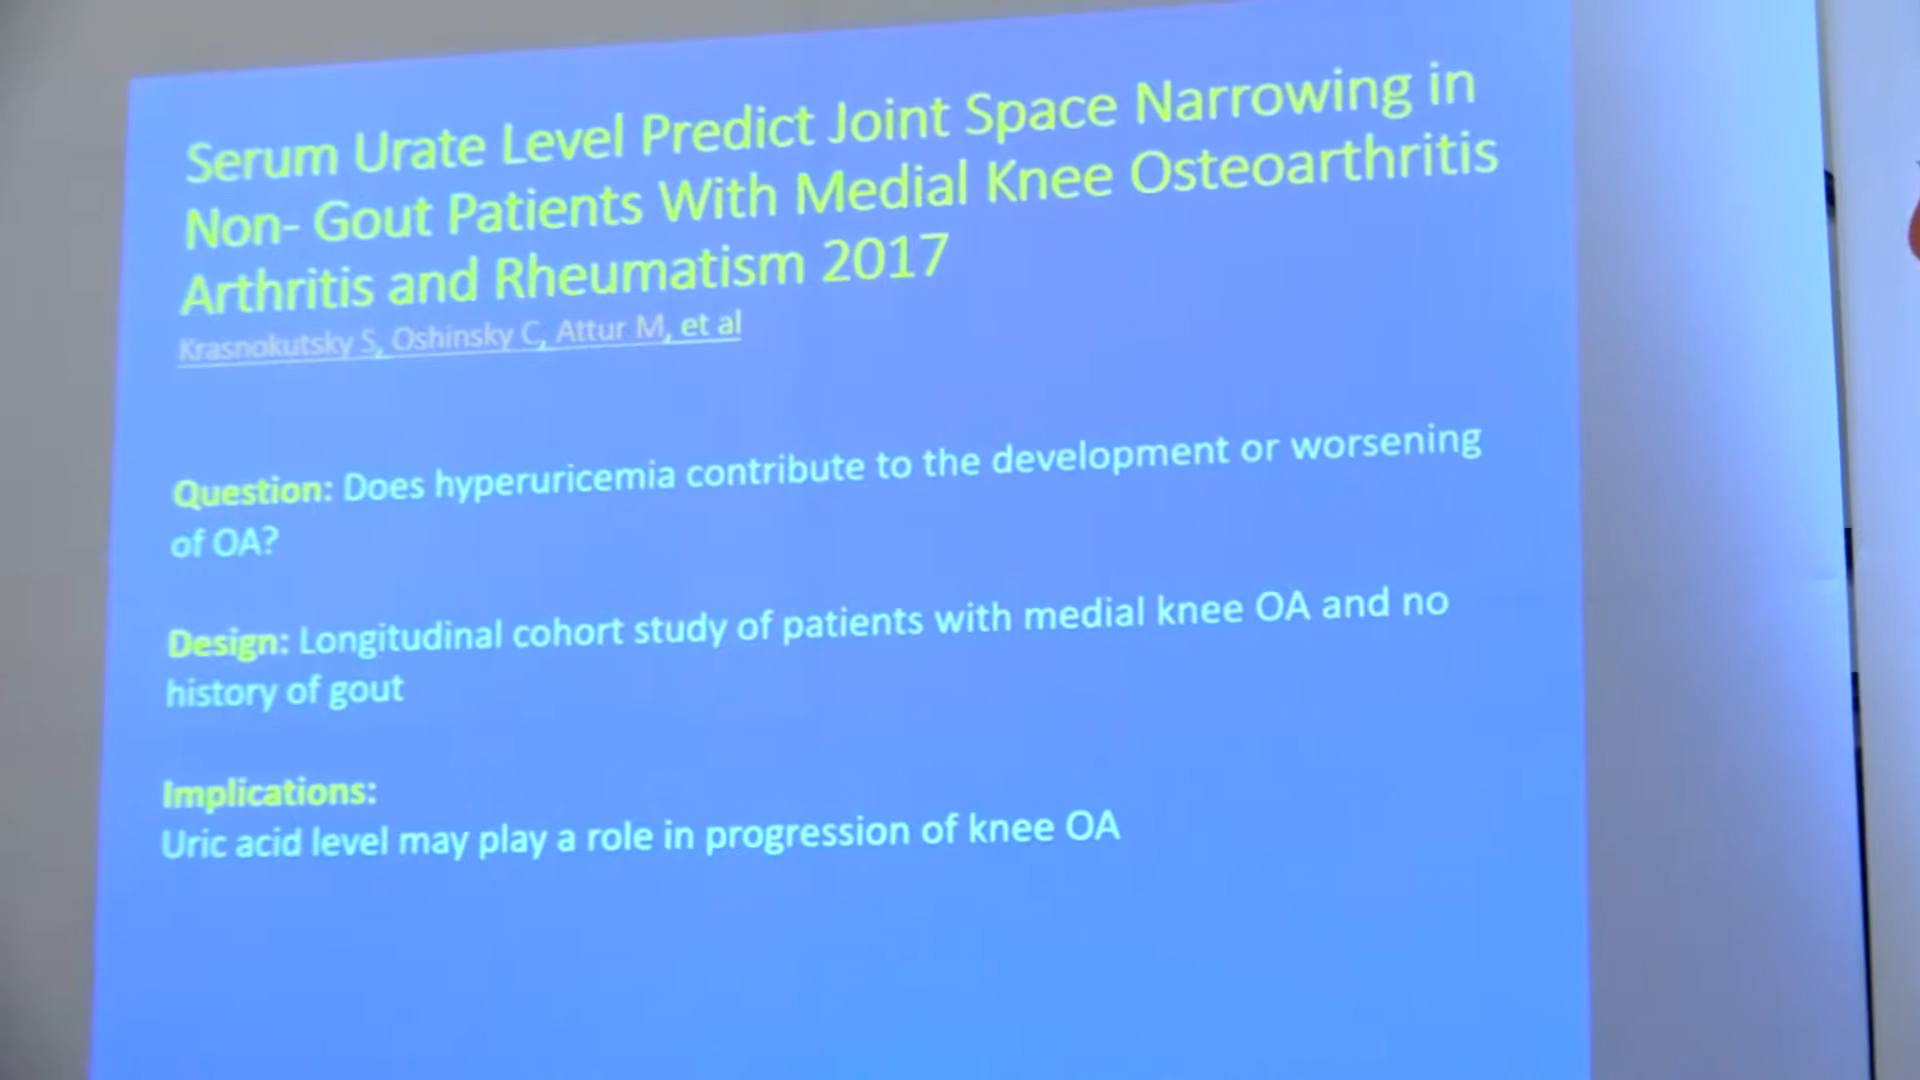 Serum Urate Level Predict Joint Space Narrowing in
Non- Gout Patients With Medial Knee Osteoarthritis
Arthritis and Rheumatism 2017
Krasnokutsky S, Oshinsky C, Attur M, et al
Question: Does hyperuricemia contribute to the development or worsening
of OA?
Design: Longitudinal cohort study of patients with medial knee OA and no
history of gout
Implications:
Uric acid level may play a role in progression of knee OA